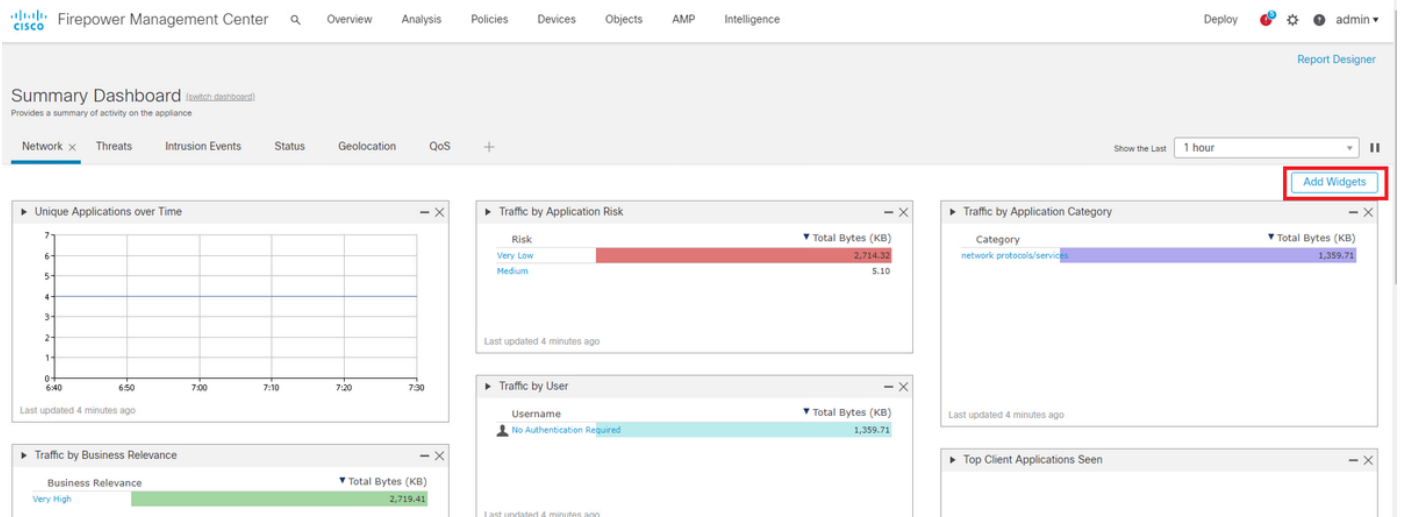 CISCO
Firepower Management Center
Overview
Analysis
Policies
Devices
Objects
AMP
Intelligence
Deploy
5
admin
Report Designer
Summary Dashboard (switch dashboard)
Provides a summary of activity on the appliance
Network
Threats
Intrusion Events
Status
Geolocation
QoS
Show the Last
1 hour
Add Widgets
Unique Applications over Time
7
6
5
4
3
2
1
0
6:40 6:50 7:00 7:10 7:20 7:30
Last updated 4 minutes ago
Traffic by Business Relevance
Business Relevance Total Bytes (KB)
Very High 2,719.41
Traffic by Application Risk
Risk Total Bytes (KB)
Very Low 2,714.32
Medium 5.10
Last updated 4 minutes ago
Traffic by User
Username Total Bytes (KB)
No Authentication Required 1,359.71
Last updated 4 minutes ago
Traffic by Application Category
Category Total Bytes (KB)
network protocols/services 1,359.71
Last updated 4 minutes ago
Top Client Applications Seen